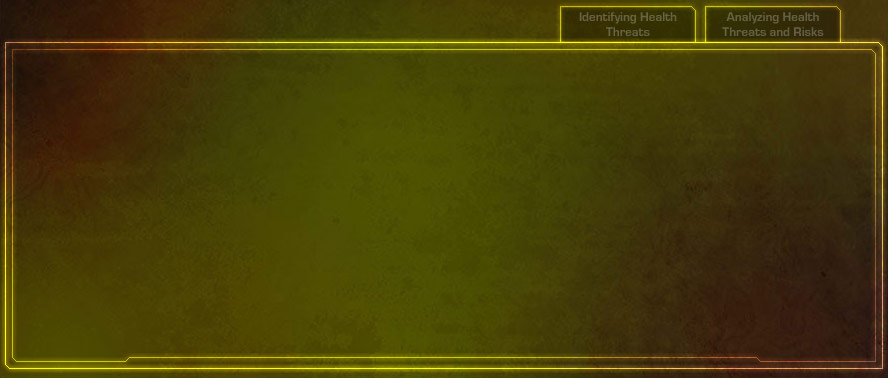 Identifying Health
Threats
Analyzing Health
Threats and Risks